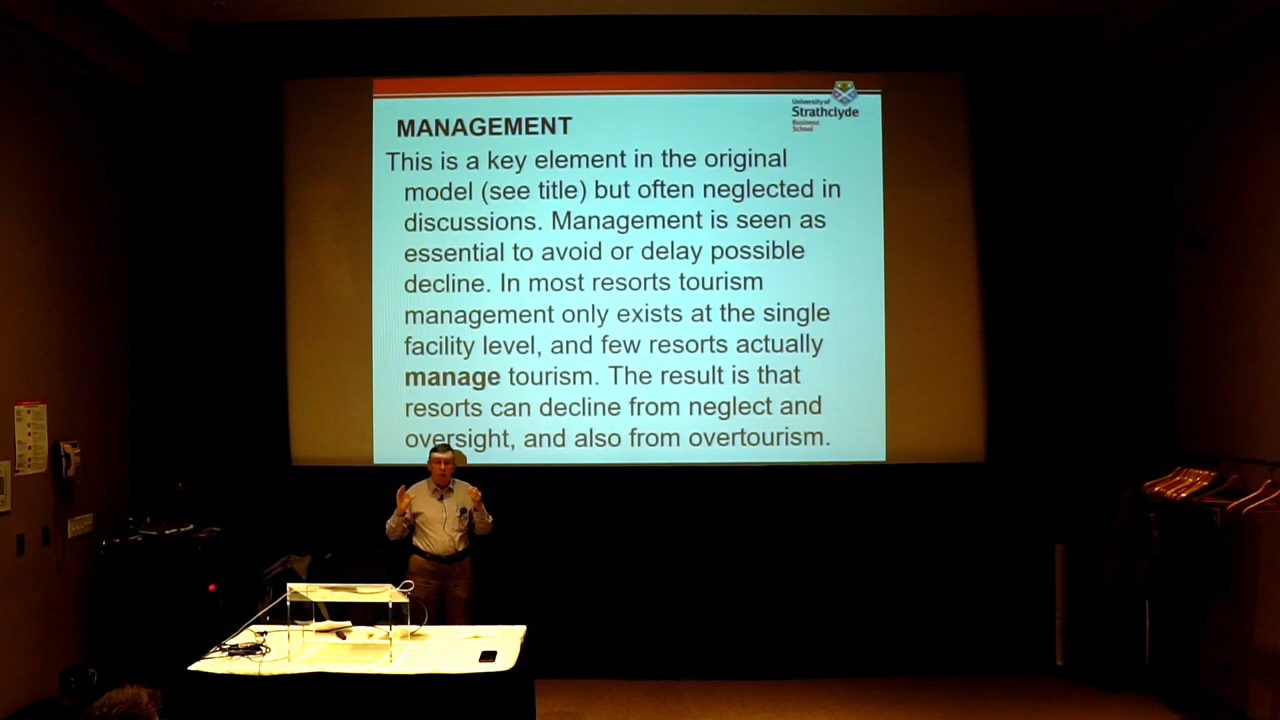 University of
Strathclyde
Business
School
MANAGEMENT
This is a key element in the original
model (see title) but often neglected in
discussions. Management is seen as
essential to avoid or delay possible
decline. In most resorts tourism
management only exists at the single
facility level, and few resorts actually
manage tourism. The result is that
resorts can decline from neglect and
oversight, and also from overtourism.